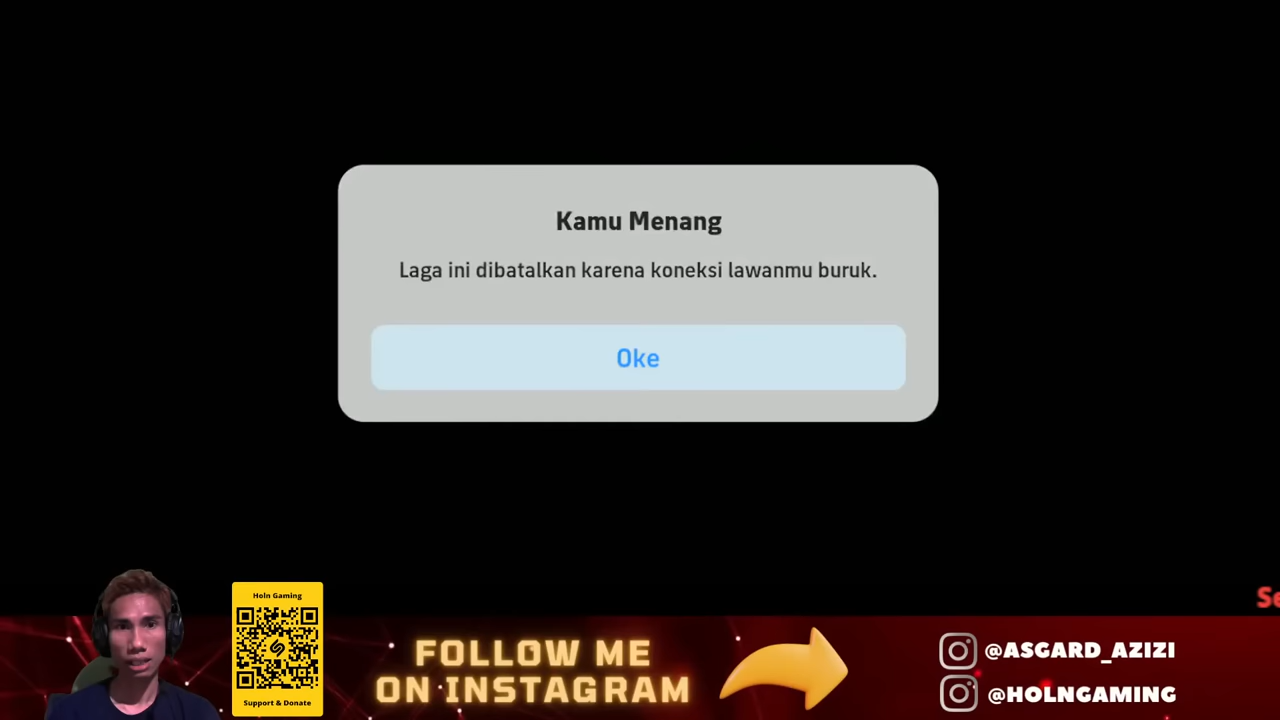 Kamu Menang
Laga ini dibatalkan karena koneksi lawanmu buruk.
Oke
Se
Holn Gaming
Support & Donate
FOLLOW ME
ON INSTAGRAM
@ASGARD_AZIZI
@HOLNGAMING